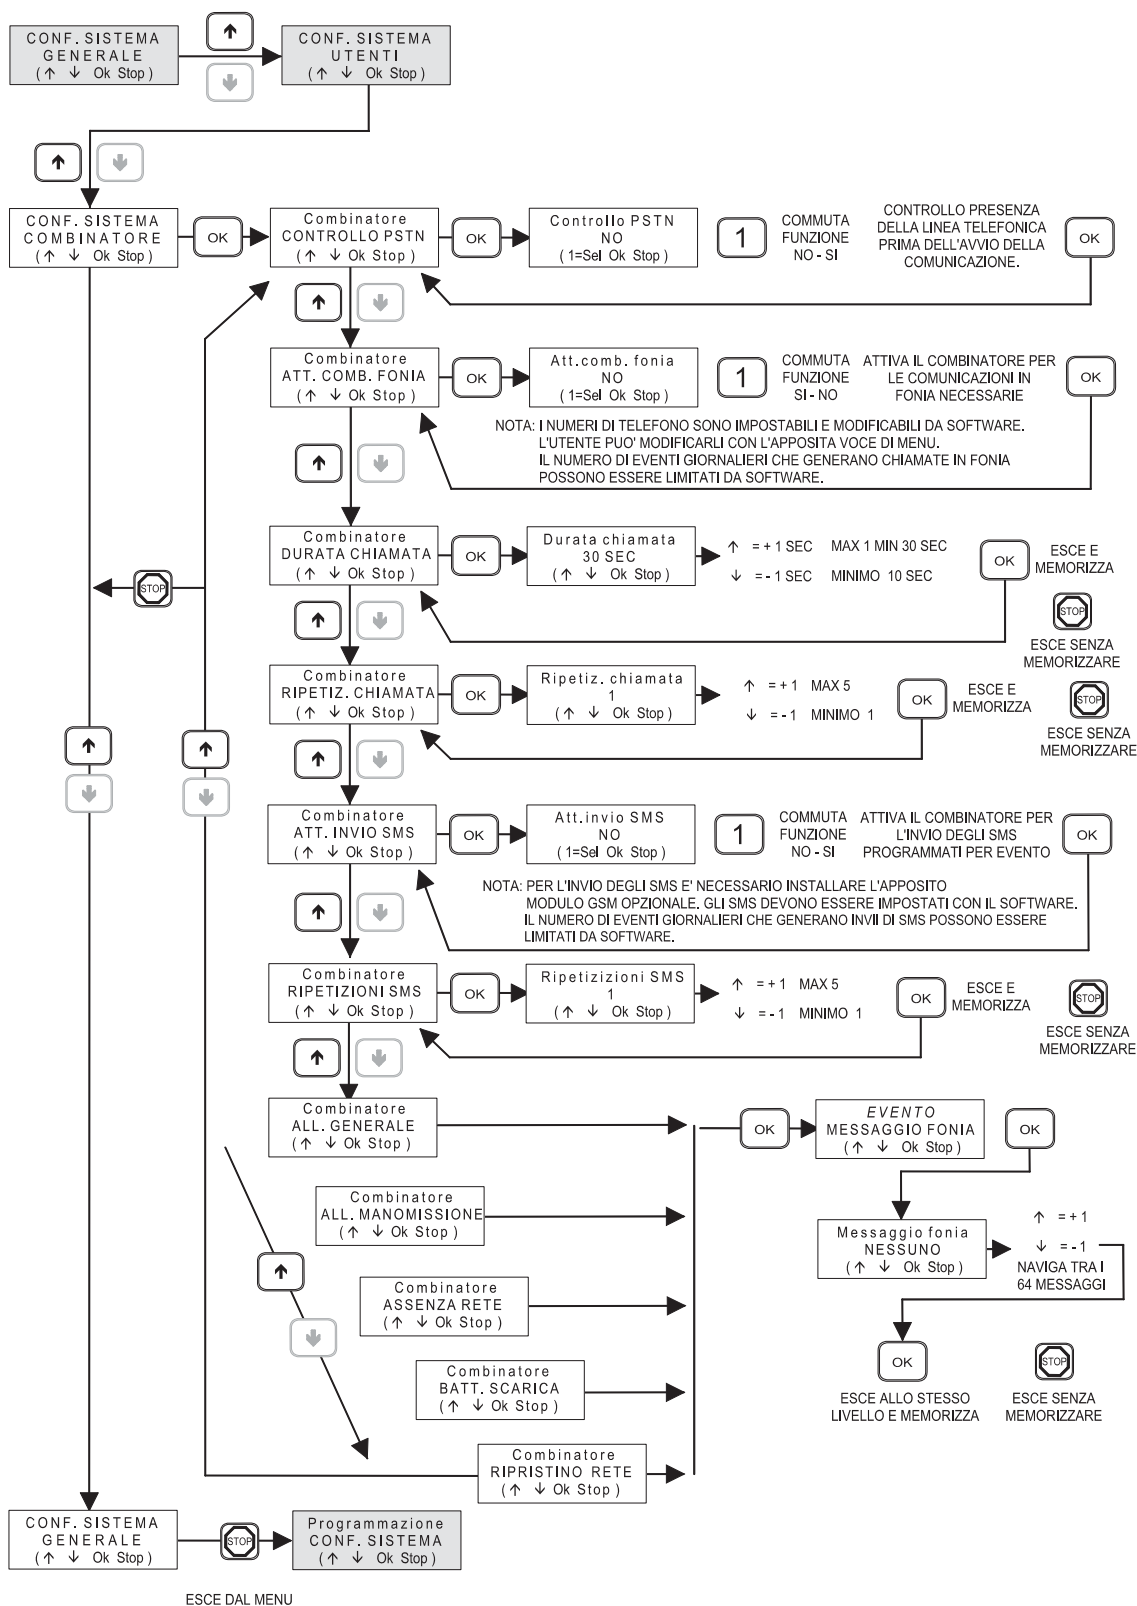 CONF. SISTEMA
GENERALE
(↑ ↓ Ok Stop)
CONF. SISTEMA
UTENTI
(↑ ↓ Ok Stop)
CONF. SISTEMA
COMBINATORE
(↑ ↓ Ok Stop)
OK
Combinatore
CONTROLLO PSTN
(↑ ↓ Ok Stop)
OK
Controllo PSTN
NO
(1=Sel Ok Stop)
1
COMMUTA
FUNZIONE
NO - SI
CONTROLLO PRESENZA
DELLA LINEA TELEFONICA
PRIMA DELL'AVVIO DELLA
COMUNICAZIONE.
OK
Combinatore
ATT. COMB. FONIA
(↑ ↓ Ok Stop)
OK
Att.comb. fonia
NO
(1=Sel Ok Stop)
1
COMMUTA
FUNZIONE
SI - NO
ATTIVA IL COMBINATORE PER
LE COMUNICAZIONI IN
FONIA NECESSARIE
OK
NOTA: I NUMERI DI TELEFONO SONO IMPOSTABILI E MODIFICABILI DA SOFTWARE.
L'UTENTE PUO' MODIFICARLI CON L'APPOSITA VOCE DI MENU.
IL NUMERO DI EVENTI GIORNALIERI CHE GENERANO CHIAMATE IN FONIA
POSSONO ESSERE LIMITATI DA SOFTWARE.
Combinatore
DURATA CHIAMATA
(↑ ↓ Ok Stop)
OK
Durata chiamata
30 SEC
(↑ ↓ Ok Stop)
↑ = + 1 SEC MAX 1 MIN 30 SEC
↓ = - 1 SEC MINIMO 10 SEC
OK
ESCE E
MEMORIZZA
STOP
ESCE SENZA
MEMORIZZARE
STOP
Combinatore
RIPETIZ. CHIAMATA
(↑ ↓ Ok Stop)
OK
Ripetiz. chiamata
1
(↑ ↓ Ok Stop)
↑ = + 1 MAX 5
↓ = - 1 MINIMO 1
OK
ESCE E
MEMORIZZA
STOP
ESCE SENZA
MEMORIZZARE
Combinatore
ATT. INVIO SMS
(↑ ↓ Ok Stop)
OK
Att.invio SMS
NO
(1=Sel Ok Stop)
1
COMMUTA
FUNZIONE
NO - SI
ATTIVA IL COMBINATORE PER
L'INVIO DEGLI SMS
PROGRAMMATI PER EVENTO
OK
NOTA: PER L'INVIO DEGLI SMS E' NECESSARIO INSTALLARE L'APPOSITO
MODULO GSM OPZIONALE. GLI SMS DEVONO ESSERE IMPOSTATI CON IL SOFTWARE.
IL NUMERO DI EVENTI GIORNALIERI CHE GENERANO INVII DI SMS POSSONO ESSERE
LIMITATI DA SOFTWARE.
Combinatore
RIPETIZIONI SMS
(↑ ↓ Ok Stop)
OK
Ripetizizioni SMS
1
(↑ ↓ Ok Stop)
↑ = + 1 MAX 5
↓ = - 1 MINIMO 1
OK
ESCE E
MEMORIZZA
STOP
ESCE SENZA
MEMORIZZARE
Combinatore
ALL. GENERALE
(↑ ↓ Ok Stop)
OK
EVENTO
MESSAGGIO FONIA
(↑ ↓ Ok Stop)
OK
Combinatore
ALL. MANOMISSIONE
(↑ ↓ Ok Stop)
Messaggio fonia
NESSUNO
(↑ ↓ Ok Stop)
↑ = + 1
↓ = - 1
NAVIGA TRA I
64 MESSAGGI
Combinatore
ASSENZA RETE
(↑ ↓ Ok Stop)
Combinatore
BATT. SCARICA
(↑ ↓ Ok Stop)
OK
ESCE ALLO STESSO
LIVELLO E MEMORIZZA
STOP
ESCE SENZA
MEMORIZZARE
Combinatore
RIPRISTINO RETE
(↑ ↓ Ok Stop)
CONF. SISTEMA
GENERALE
(↑ ↓ Ok Stop)
STOP
Programmazione
CONF. SISTEMA
(↑ ↓ Ok Stop)
ESCE DAL MENU